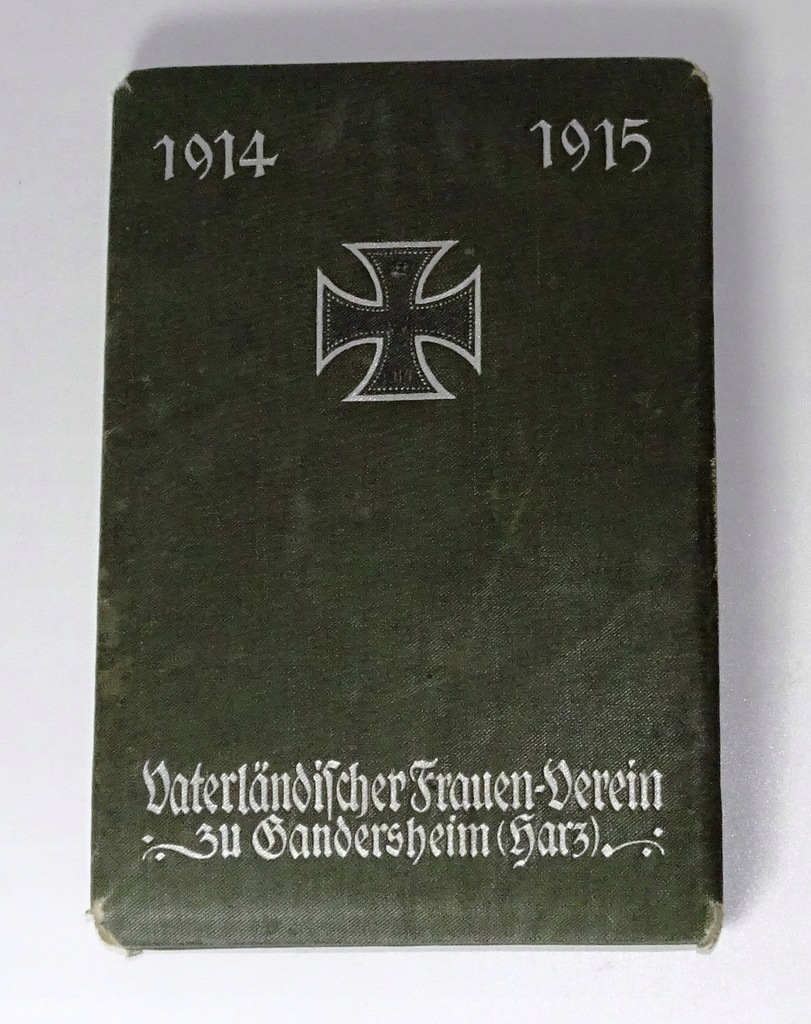 1914 1915
Vaterländiſcher Frauen-Verein
zu Gandersheim (Harz)